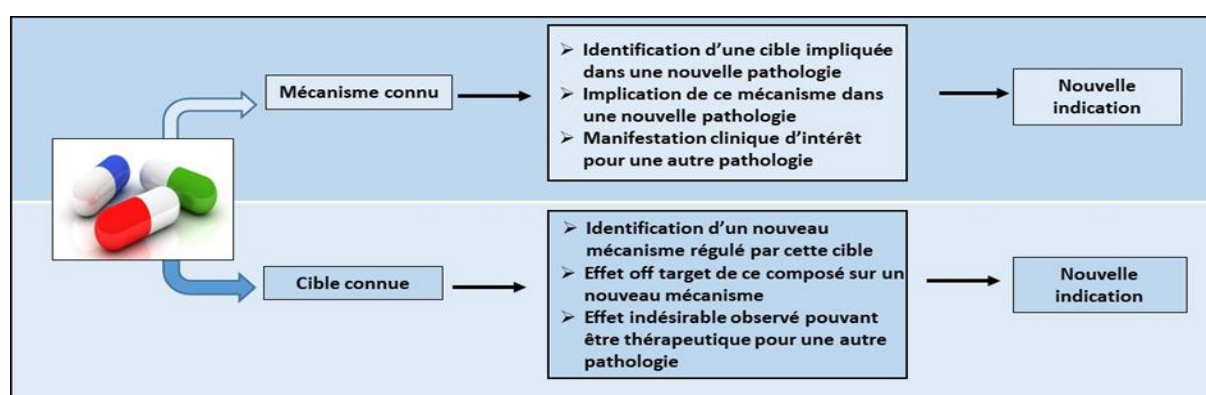 Mécanisme connu
➢ Identification d'une cible impliquée
dans une nouvelle pathologie
➢ Implication de ce mécanisme dans
une nouvelle pathologie
➢ Manifestation clinique d'intérêt
pour une autre pathologie
Nouvelle
indication
Cible connue
➢ Identification d'un nouveau
mécanisme régulé par cette cible
➢ Effet off target de ce composé sur un
nouveau mécanisme
➢ Effet indésirable observé pouvant
être thérapeutique pour une autre
pathologie
Nouvelle
indication